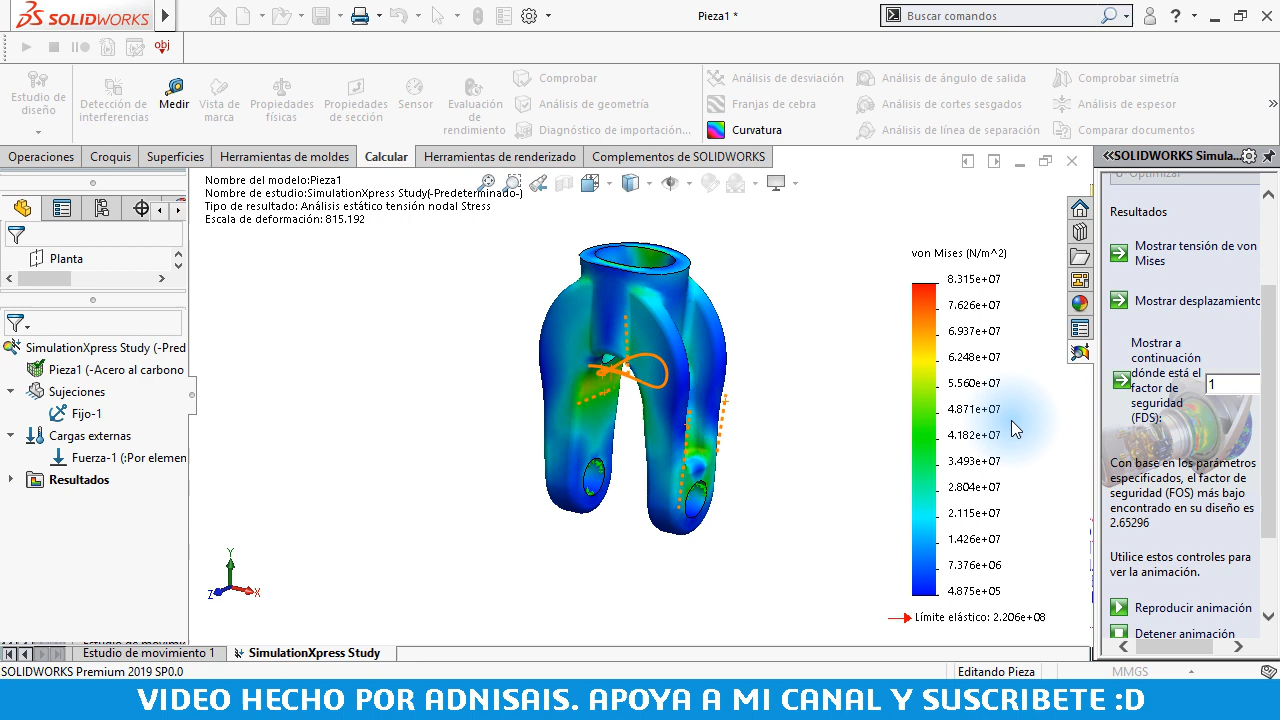 SOLIDWORKS
Pieza1 *
Buscar comandos
?
obj
Estudio de
diseño
Detección de
interferencias
Medir
Vista de
marca
Propiedades
físicas
Propiedades
de sección
Sensor
Evaluación
de
rendimiento
Comprobar
Análisis de geometría
Diagnóstico de importación...
Análisis de desviación
Franjas de cebra
Curvatura
Análisis de ángulo de salida
Análisis de cortes sesgados
Análisis de línea de separación
Comprobar simetría
Análisis de espesor
Comparar documentos
Operaciones
Croquis
Superficies
Herramientas de moldes
Calcular
Herramientas de renderizado
Complementos de SOLIDWORKS
Planta
SimulationXpress Study (-Pred
Pieza1 (-Acero al carbono
Sujeciones
Fijo-1
Cargas externas
Fuerza-1 (:Por elemen
Resultados
Nombre del modelo:Pieza1
Nombre de estudio:SimulationXpress Study(-Predeterminado-)
Tipo de resultado: Análisis estático tensión nodal Stress
Escala de deformación: 815.192
Y
Z
X
von Mises (N/m^2)
8.315e+07
7.626e+07
6.937e+07
6.248e+07
5.560e+07
4.871e+07
4.182e+07
3.493e+07
2.804e+07
2.115e+07
1.426e+07
7.376e+06
4.875e+05
Límite elástico: 2.206e+08
SOLIDWORKS Simula...
Optimizar
Resultados
Mostrar tensión de von
Mises
Mostrar desplazamiento
Mostrar a
continuación
dónde está el
factor de
seguridad
(FDS):
1
Con base en los parámetros
especificados, el factor de
seguridad (FOS) más bajo
encontrado en su diseño es
2.65296
Utilice estos controles para
ver la animación.
Reproducir animación
Detener animación
Estudio de movimiento 1
SimulationXpress Study
SOLIDWORKS Premium 2019 SP0.0
Editando Pieza
MMGS
VIDEO HECHO POR ADNISAIS. APOYA A MI CANAL Y SUSCRIBETE :D